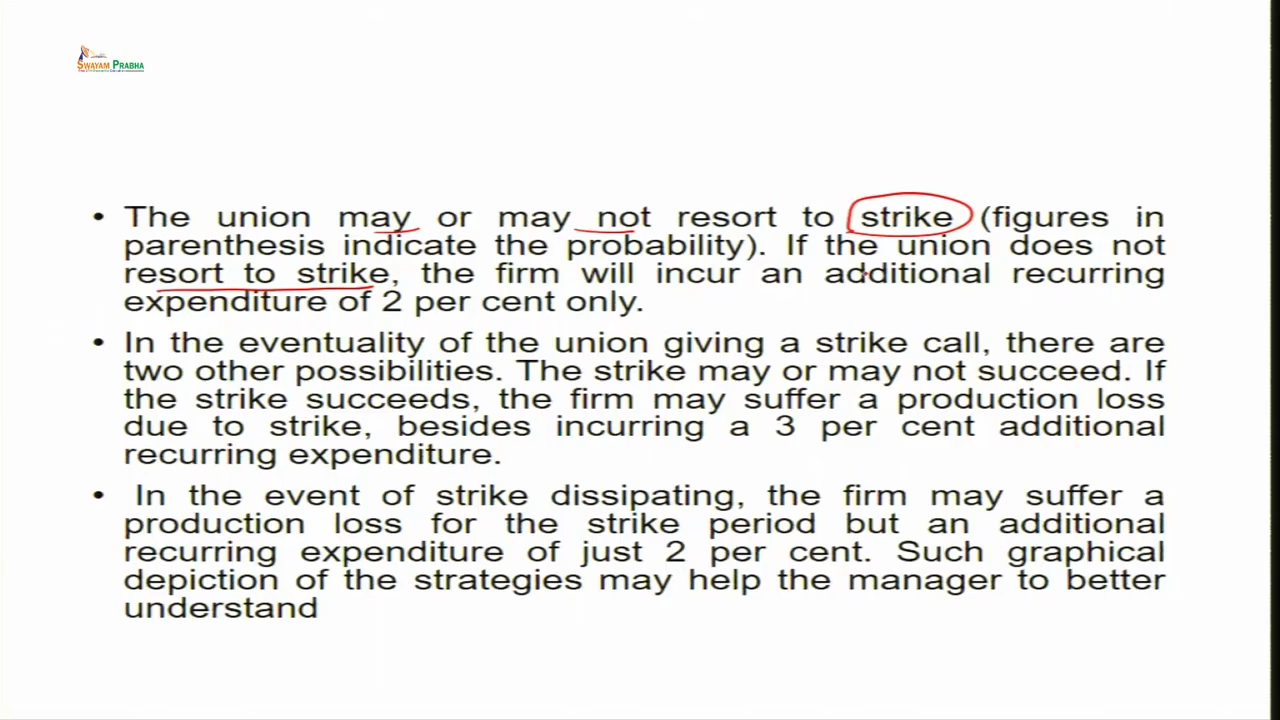 SWAYAM PRABHA
• The union may or may not resort to strike (figures in
parenthesis indicate the probability). If the union does not
resort to strike, the firm will incur an additional recurring
expenditure of 2 per cent only.
• In the eventuality of the union giving a strike call, there are
two other possibilities. The strike may or may not succeed. If
the strike succeeds, the firm may suffer a production loss
due to strike, besides incurring a 3 per cent additional
recurring expenditure.
• In the event of strike dissipating, the firm may suffer a
production loss for the strike period but an additional
recurring expenditure of just 2 per cent. Such graphical
depiction of the strategies may help the manager to better
understand